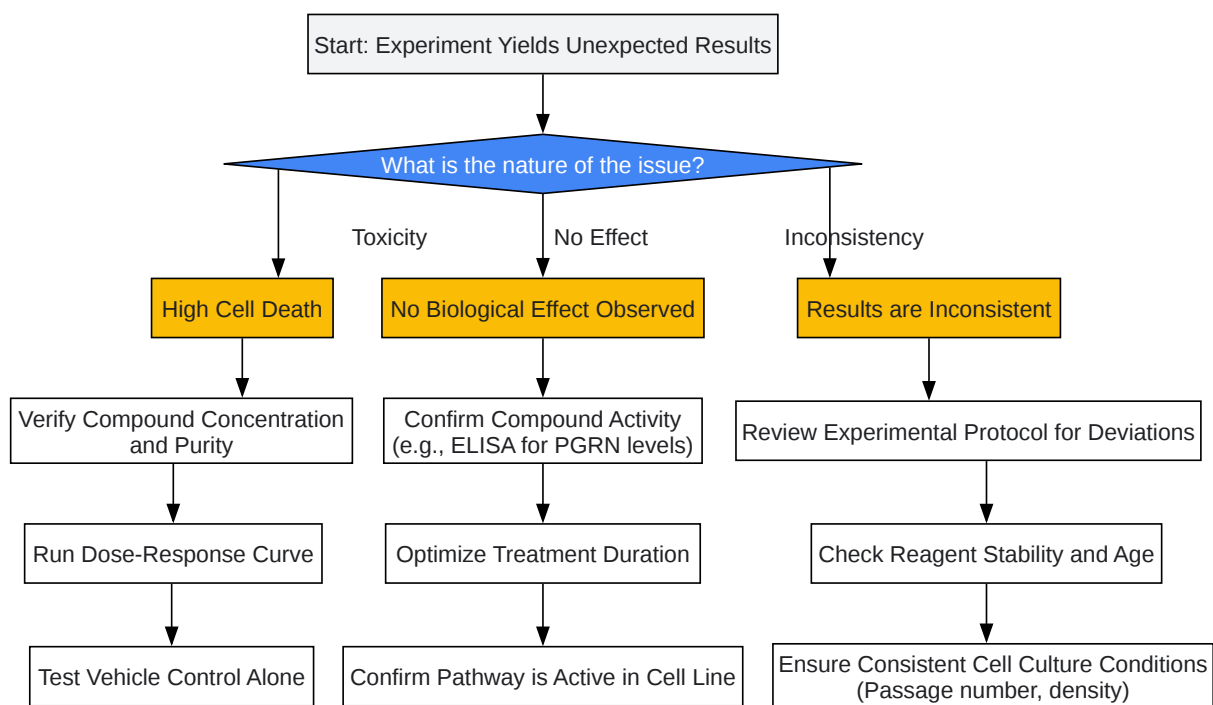 Start: Experiment Yields Unexpected Results
What is the nature of the issue?
Toxicity
No Effect
Inconsistency
High Cell Death
No Biological Effect Observed
Results are Inconsistent
Verify Compound Concentration
and Purity
Confirm Compound Activity
(e.g., ELISA for PGRN levels)
Review Experimental Protocol for Deviations
Run Dose-Response Curve
Optimize Treatment Duration
Check Reagent Stability and Age
Test Vehicle Control Alone
Confirm Pathway is Active in Cell Line
Ensure Consistent Cell Culture Conditions
(Passage number, density)